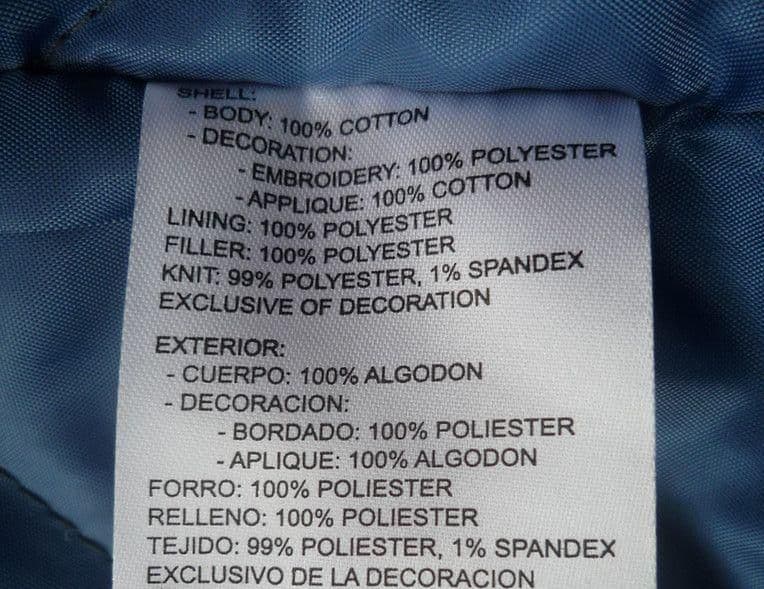 SHELL:
- BODY: 100% COTTON
- DECORATION:
- EMBROIDERY: 100% POLYESTER
- APPLIQUE: 100% COTTON
LINING: 100% POLYESTER
FILLER: 100% POLYESTER
KNIT: 99% POLYESTER, 1% SPANDEX
EXCLUSIVE OF DECORATION
EXTERIOR:
- CUERPO: 100% ALGODON
- DECORACION:
- BORDADO: 100% POLIESTER
- APLIQUE: 100% ALGODON
FORRO: 100% POLIESTER
RELLENO: 100% POLIESTER
TEJIDO: 99% POLIESTER, 1% SPANDEX
EXCLUSIVO DE LA DECORACION